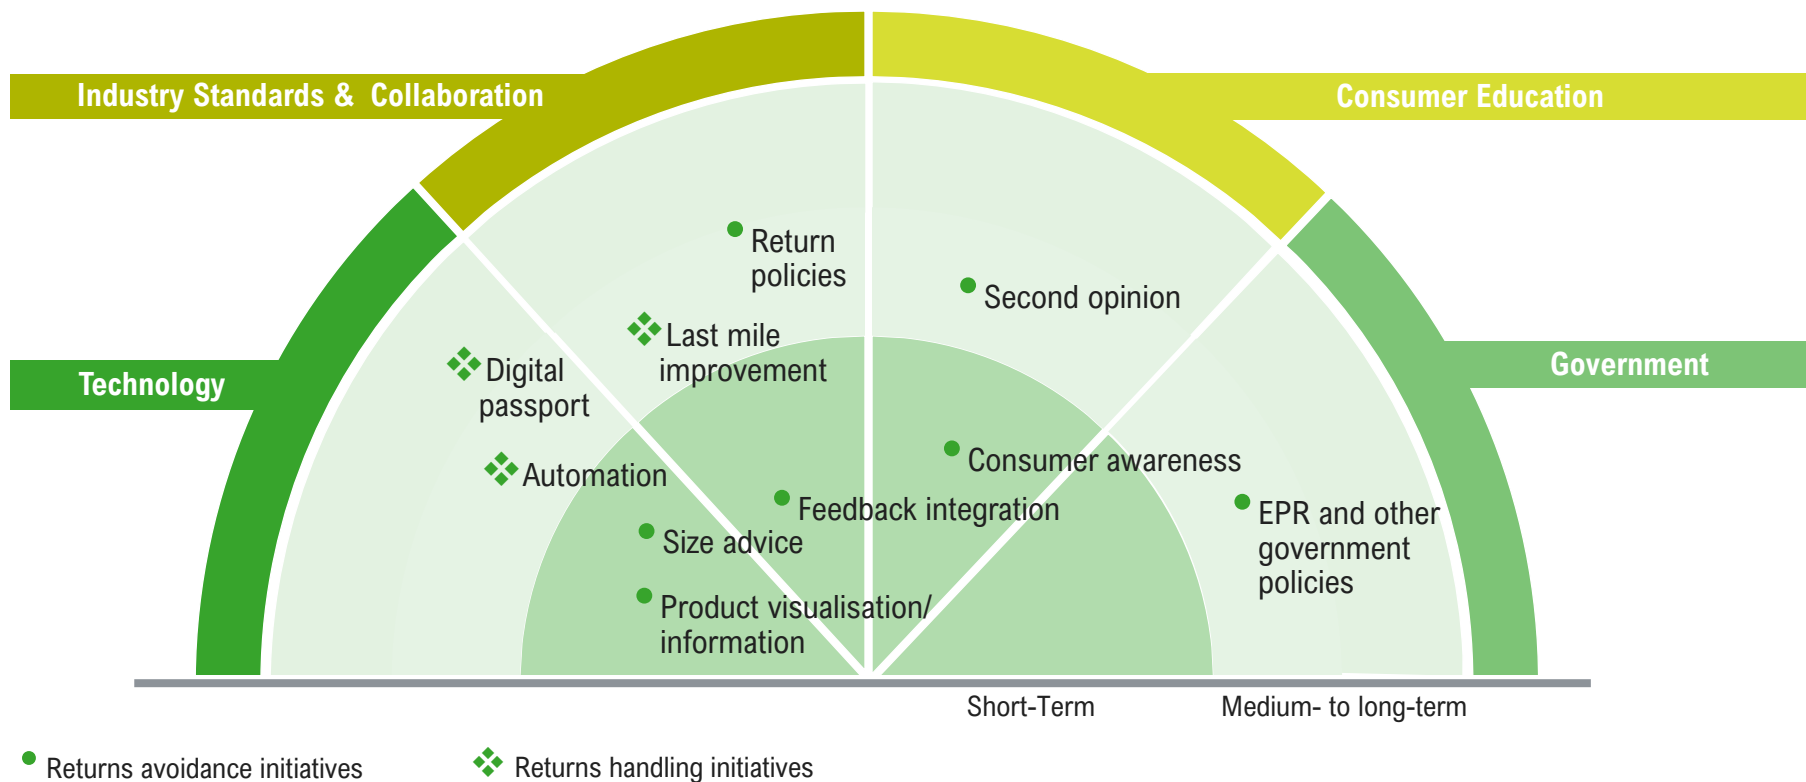 Industry Standards & Collaboration
Consumer Education
Technology
Government
Return
policies
Second opinion
Last mile
improvement
Digital
passport
Automation
Consumer awareness
Feedback integration
Size advice
EPR and other
government
policies
Product visualisation/
information
Short-Term
Medium- to long-term
Returns avoidance initiatives
Returns handling initiatives